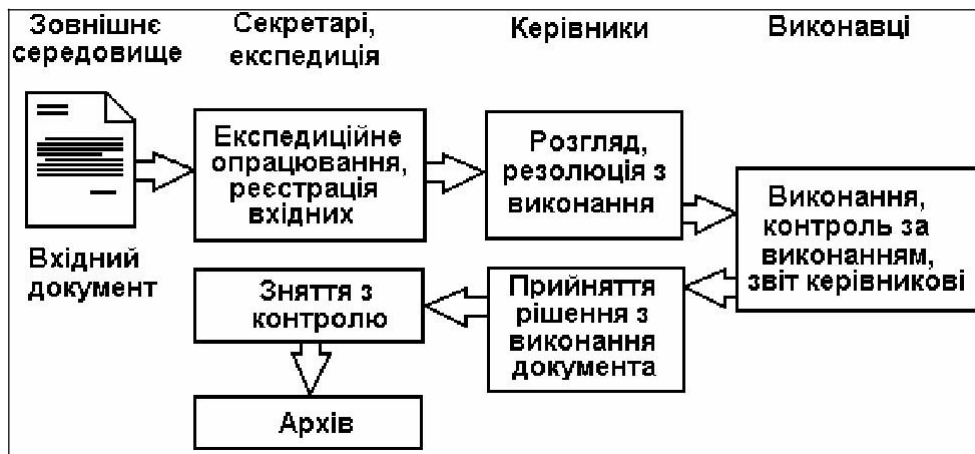 Зовнішнє
середовище
Секретарі,
експедиція
Керівники
Виконавці
Експедиційне
опрацювання,
реєстрація
вхідних
Розгляд,
резолюція з
виконання
Виконання,
контроль за
виконанням,
звіт керівникові
Вхідний
документ
Зняття з
контролю
Прийняття
рішення з
виконання
документа
Архів